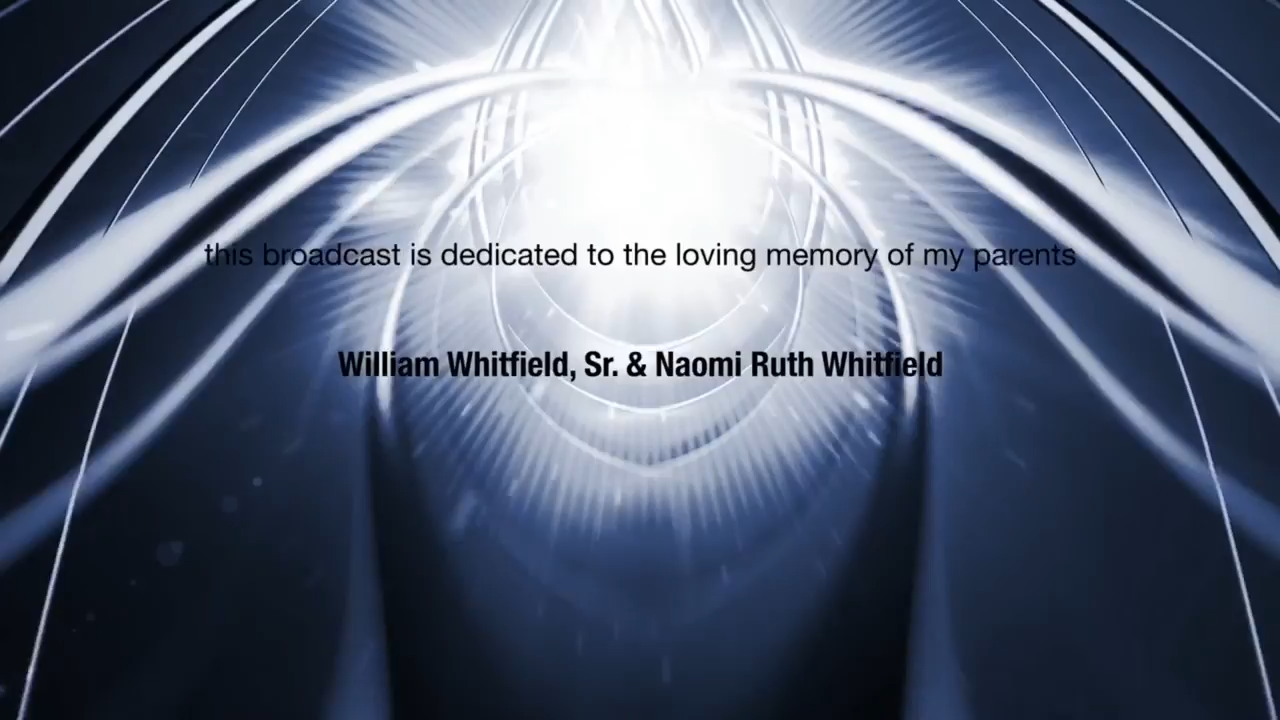 this broadcast is dedicated to the loving memory of my parents
William Whitfield, Sr. & Naomi Ruth Whitfield